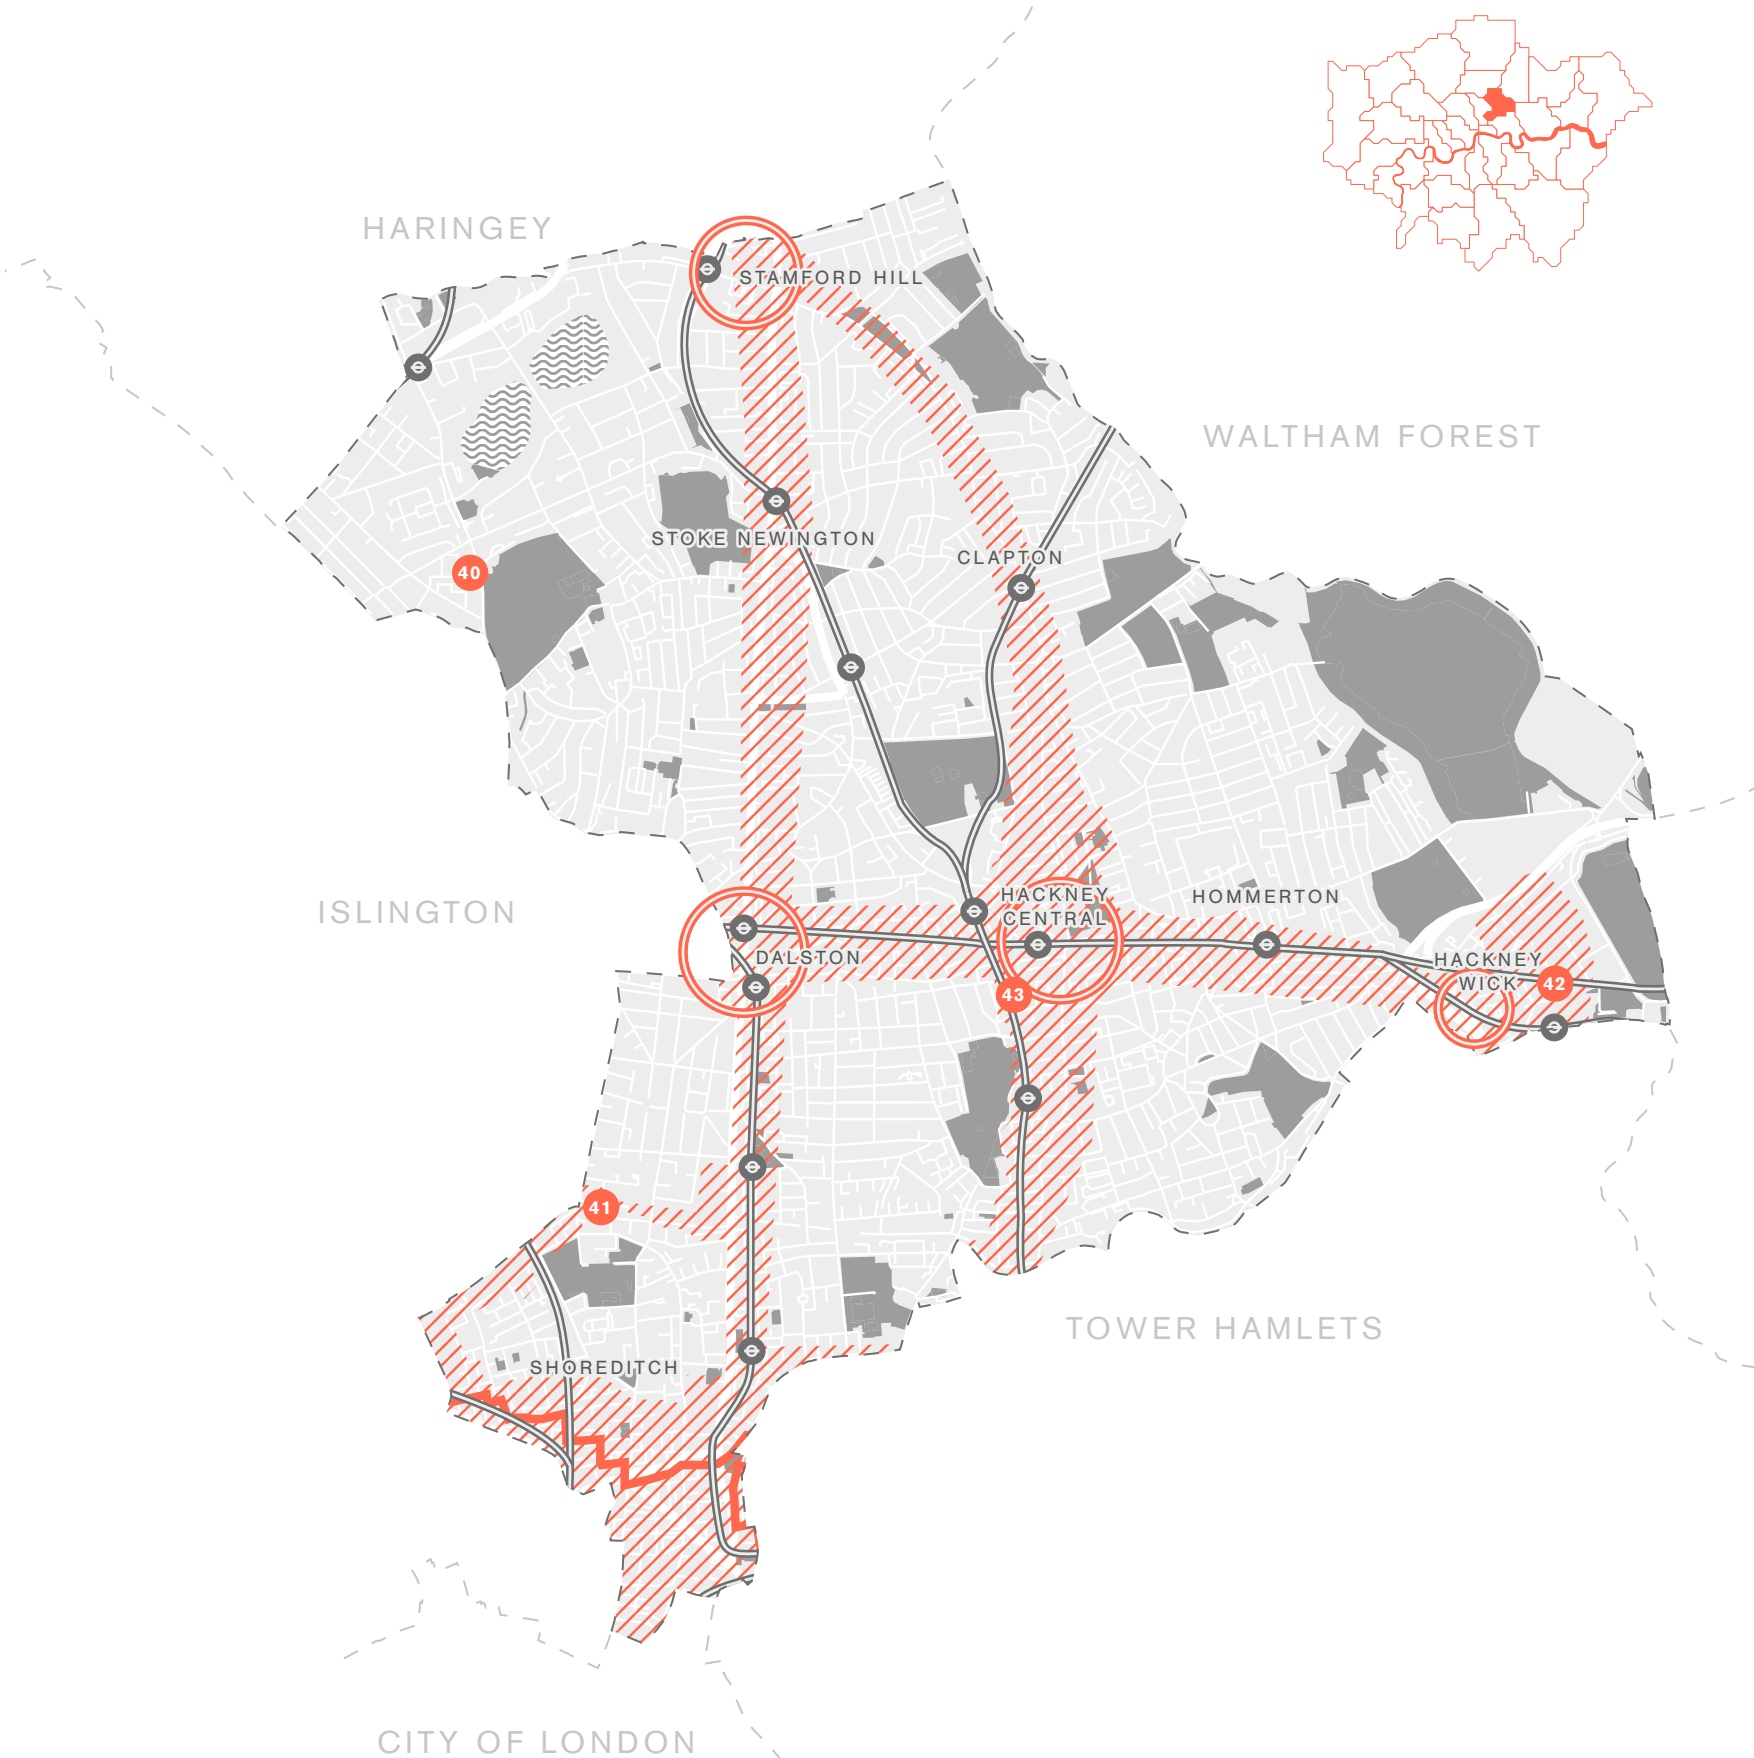 HARINGEY
STAMFORD HILL
WALTHAM FOREST
STOKE NEWINGTON
CLAPTON
40
ISLINGTON
HACKNEY
CENTRAL
HOMMERTON
DALSTON
HACKNEY
WICK
42
43
41
TOWER HAMLETS
SHOREDITCH
CITY OF LONDON